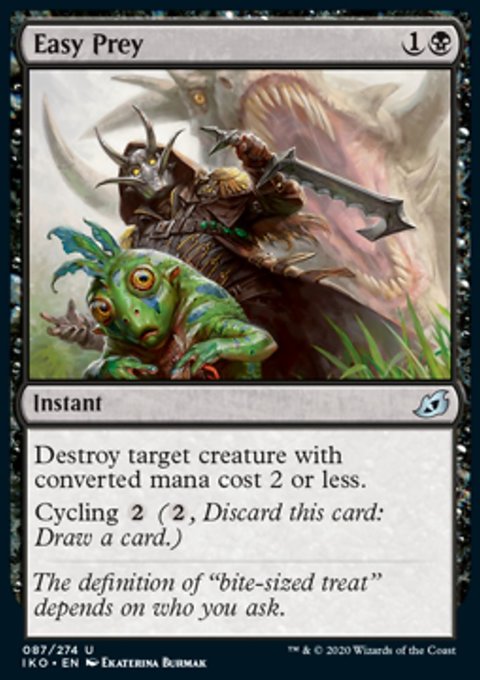 Easy Prey 1
Instant
Destroy target creature with
converted mana cost 2 or less.
Cycling 2 (2, Discard this card:
Draw a card.)
The definition of “bite-sized treat”
depends on who you ask.
087/274 U ™ & © 2020 Wizards of the Coast
IKO • EN Ekaterina Burmak